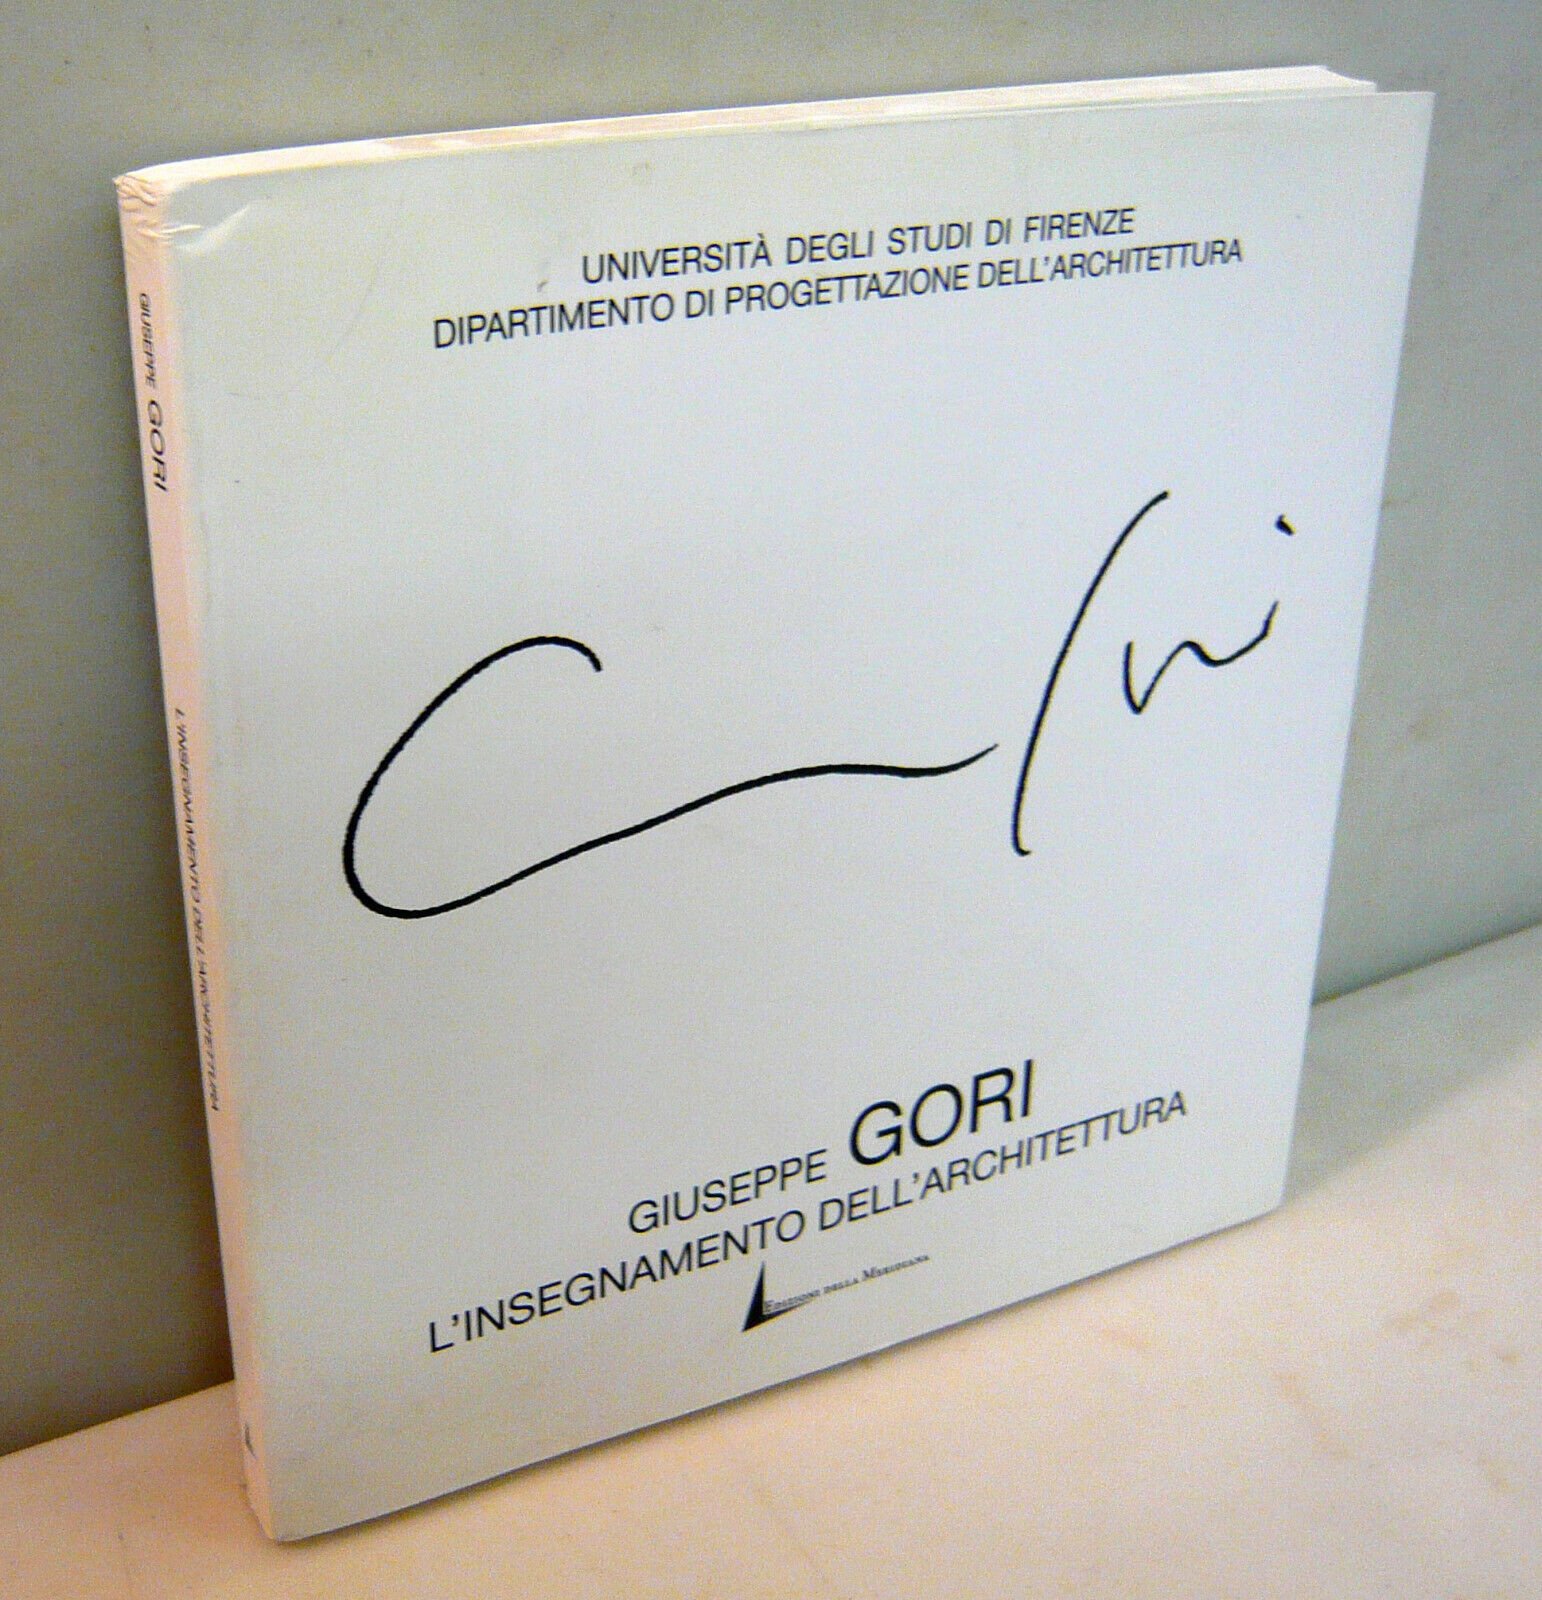 UNIVERSITÀ DEGLI STUDI DI FIRENZE
DIPARTIMENTO DI PROGETTAZIONE DELL'ARCHITETTURA
GIUSEPPE GORI
L'INSEGNAMENTO DELL'ARCHITETTURA
EDIZIONI DELLA MERIDIANA
GIUSEPPE GORI L'INSEGNAMENTO DELL'ARCHITETTURA